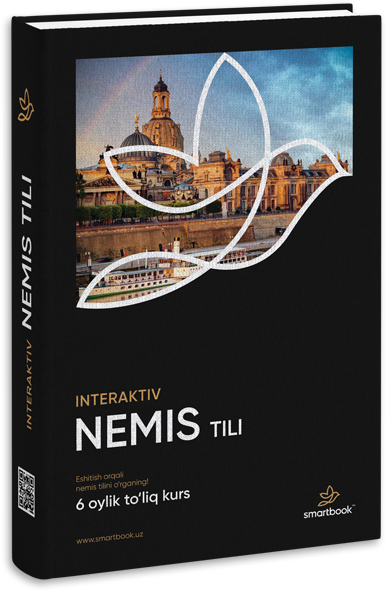 INTERAKTIV NEMIS TILI
INTERAKTIV
NEMIS TILI
Eshitish orqali
nemis tilini o'rganing!
6 oylik to'liq kurs
smartbook™
www.smartbook.uz